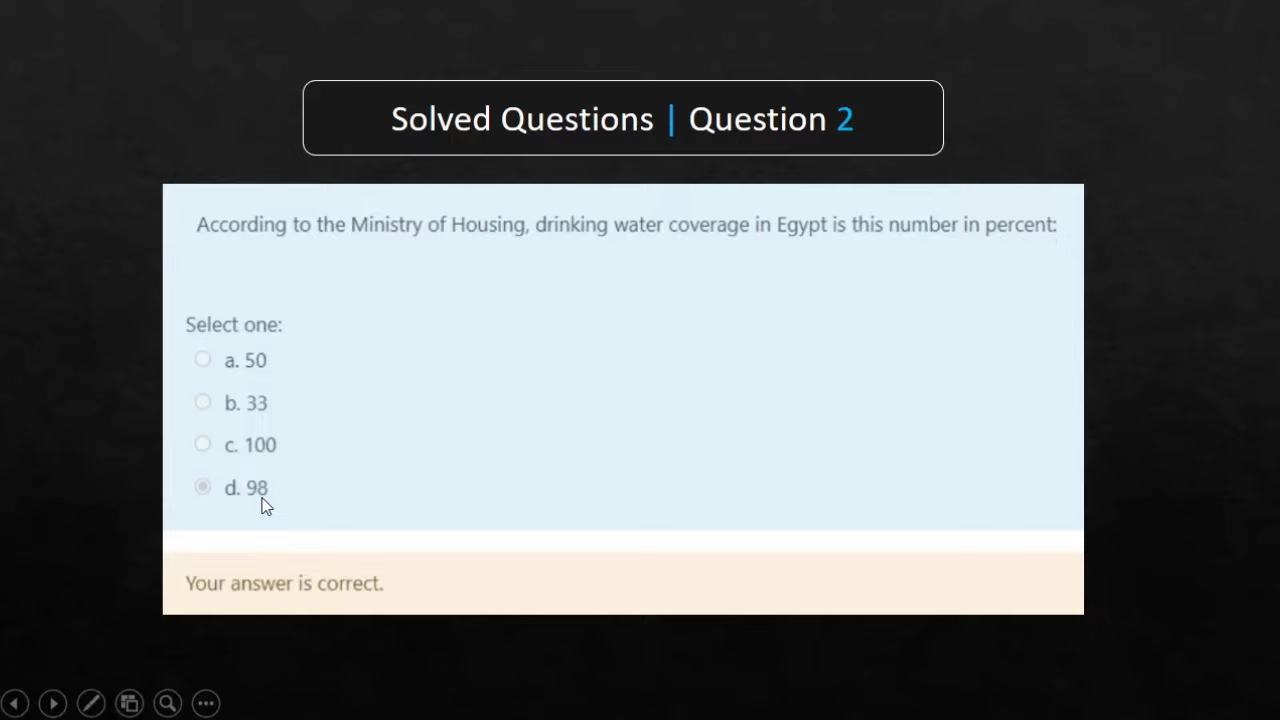 Solved Questions | Question 2
According to the Ministry of Housing, drinking water coverage in Egypt is this number in percent:
Select one:
a. 50
b. 33
c. 100
d. 98
Your answer is correct.